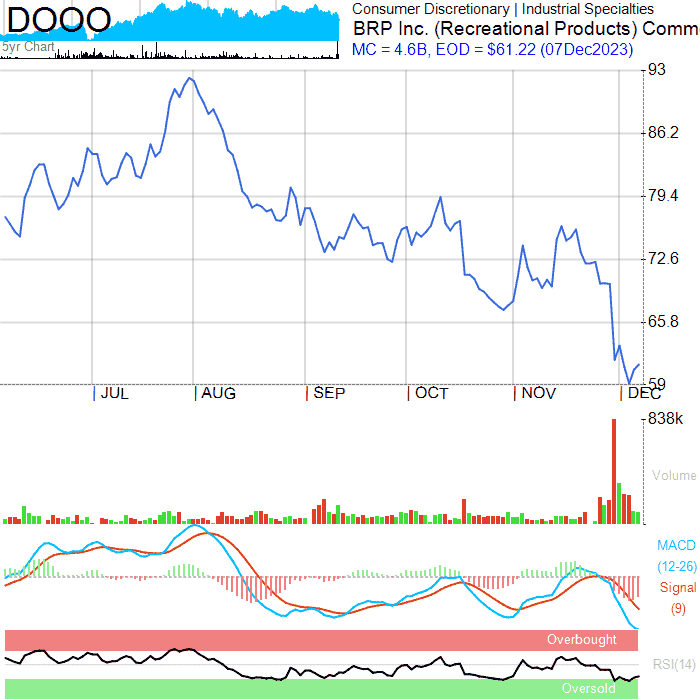 DOOO
5yr Chart
Consumer Discretionary | Industrial Specialties
BRP Inc. (Recreational Products) Comm
MC = 4.6B, EOD = $61.22 (07Dec2023)
93
86.2
79.4
72.6
65.8
59
JUL
AUG
SEP
OCT
NOV
DEC
838k
Volume
MACD
(12-26)
Signal
(9)
Overbought
RSI(14)
Oversold